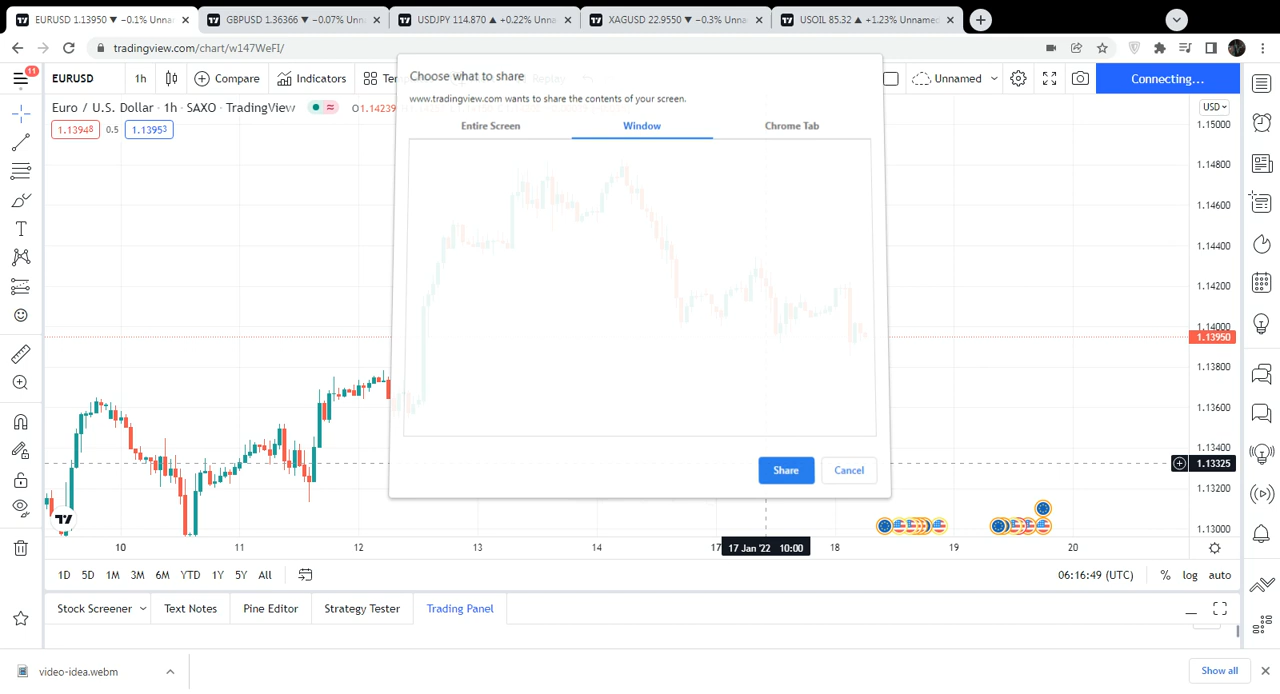 EURUSD 1.13950 ▼ −0.1% Unna
GBPUSD 1.36366 ▼ −0.07% Unn
USDJPY 114.870 ▲ +0.22% Unna
XAGUSD 22.9550 ▼ −0.3% Unna
USOIL 85.32 ▲ +1.23% Unnamed
tradingview.com/chart/w147WeFI/
11
EURUSD
1h
Compare
Indicators
Replay
Unnamed
Connecting...
Euro / U.S. Dollar · 1h · SAXO · TradingView
O1.14239
1.13948
0.5
1.13953
Choose what to share
www.tradingview.com wants to share the contents of your screen.
Entire Screen
Window
Chrome Tab
Share
Cancel
USD
1.15000
1.14800
1.14600
1.14400
1.14200
1.14000
1.13950
1.13800
1.13600
1.13400
1.13325
1.13200
1.13000
10
11
12
13
14
17
17 Jan '22 10:00
18
19
20
1D
5D
1M
3M
6M
YTD
1Y
5Y
All
06:16:49 (UTC)
%
log
auto
Stock Screener
Text Notes
Pine Editor
Strategy Tester
Trading Panel
video-idea.webm
Show all